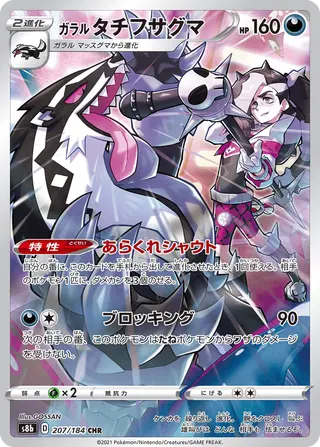 2進化 ガラル タチフサグマ HP160
ガラル マッスグマから進化
特性 あらくれシャウト
自分の番に、このカードを手札から出して進化させたとき、1回使える。相手
のポケモン1匹に、ダメカンを3個のせる。
ブロッキング 90
次の相手の番、このポケモンはたねポケモンからワザのダメージ
を受けない。
弱点 ×2 抵抗力 にげる
Illus. GOSSAN
s8b D 207/184 CHR
©2021 Pokémon/Nintendo/Creatures/GAME FREAK.